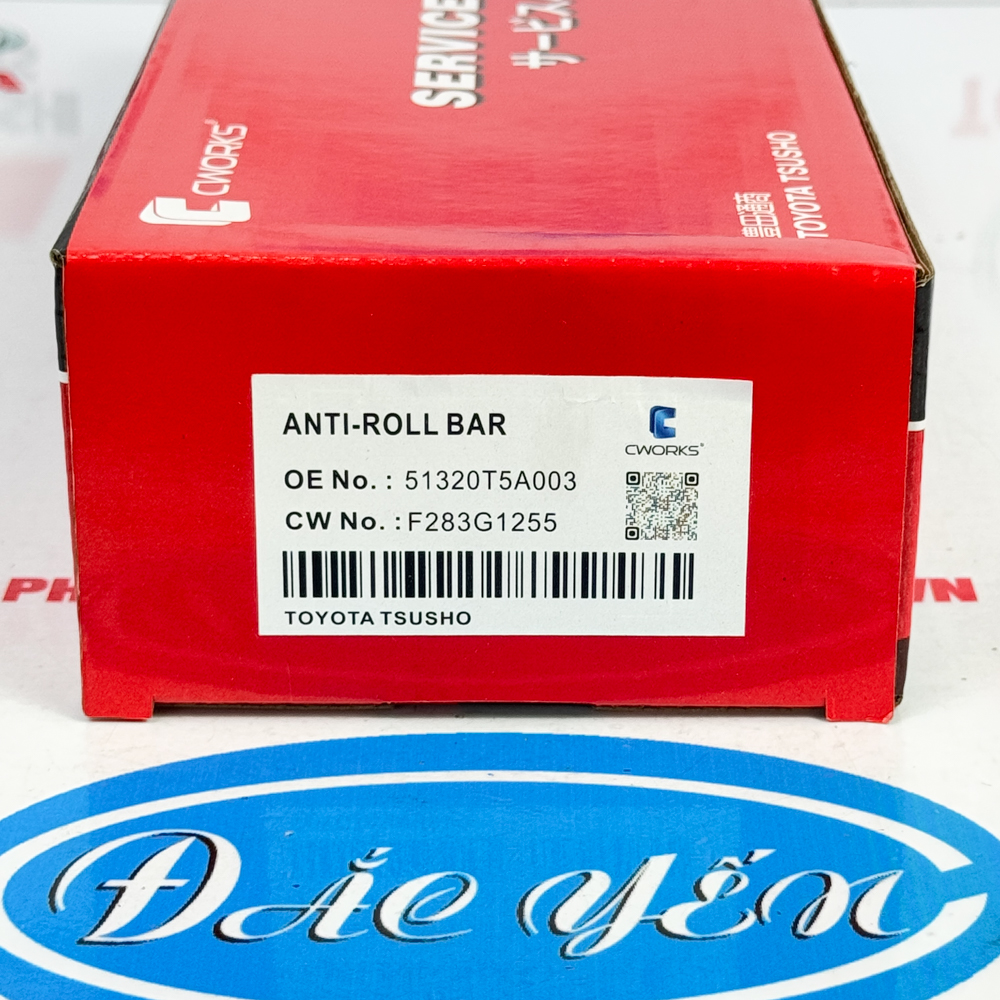 SERVICE
サービス
CWORKS
豊田通商
TOYOTA TSUSHO
ANTI-ROLL BAR
CWORKS®
OE No. : 51320T5A003
CW No. : F283G1255
TOYOTA TSUSHO
ĐẮC YẾN